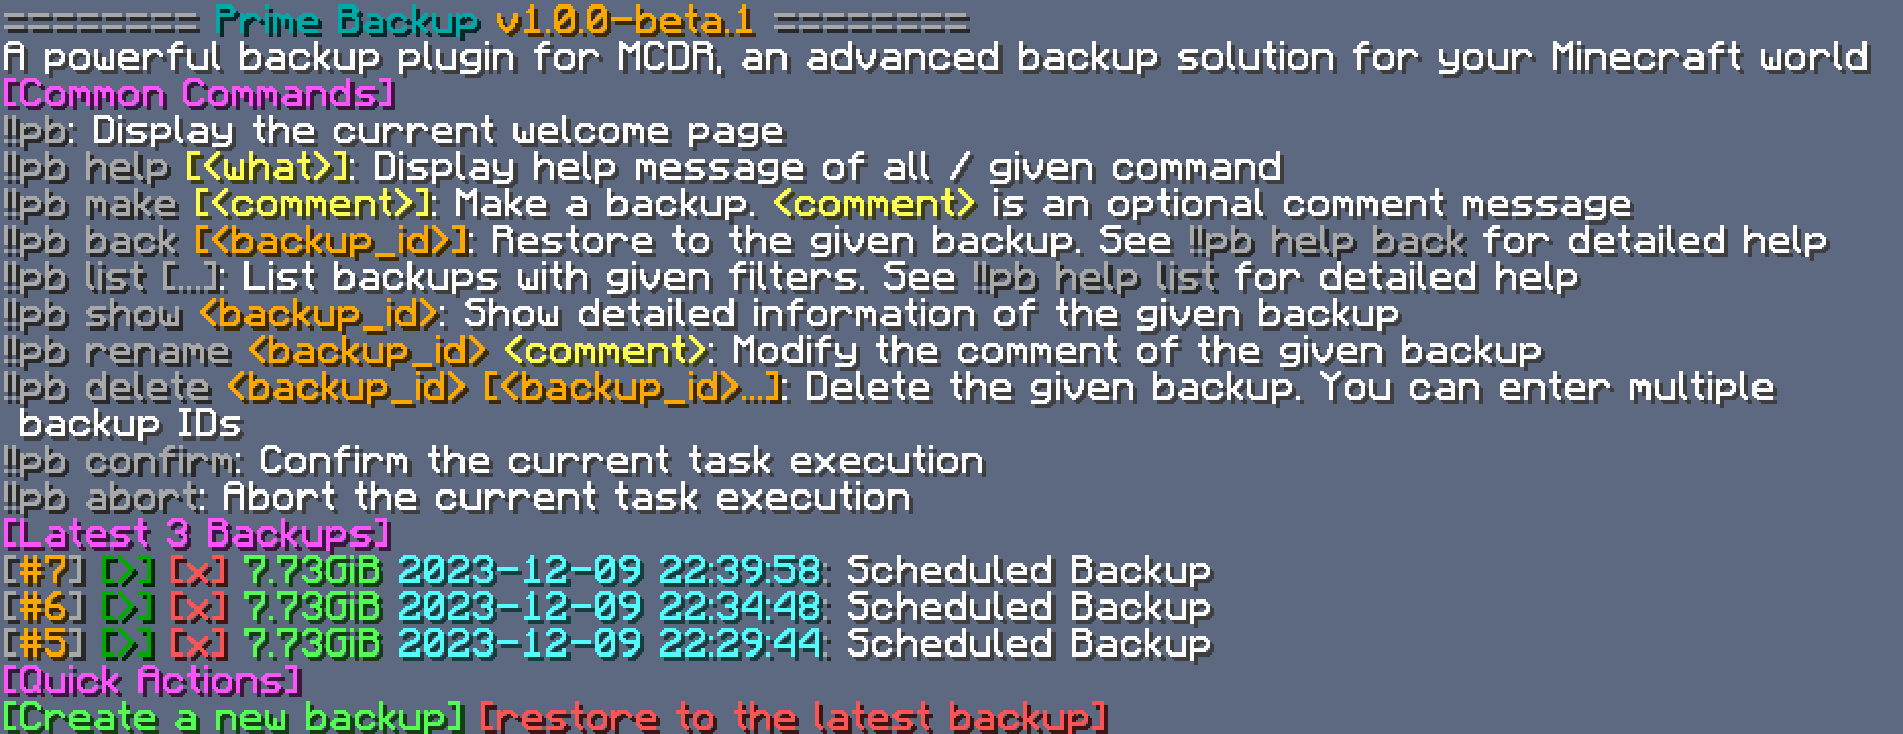 ======== Prime Backup v1.0.0-beta.1 ========
A powerful backup plugin for MCDR, an advanced backup solution for your Minecraft world
[Common Commands]
!!pb: Display the current welcome page
!!pb help [<what>]: Display help message of all / given command
!!pb make [<comment>]: Make a backup. <comment> is an optional comment message
!!pb back [<backup_id>]: Restore to the given backup. See !!pb help back for detailed help
!!pb list [...]: List backups with given filters. See !!pb help list for detailed help
!!pb show <backup_id>: Show detailed information of the given backup
!!pb rename <backup_id> <comment>: Modify the comment of the given backup
!!pb delete <backup_id> [<backup_id>...]: Delete the given backup. You can enter multiple
backup IDs
!!pb confirm: Confirm the current task execution
!!pb abort: Abort the current task execution
[Latest 3 Backups]
[#7] [>] [x] 7.73GiB 2023-12-09 22:39:58: Scheduled Backup
[#6] [>] [x] 7.73GiB 2023-12-09 22:34:48: Scheduled Backup
[#5] [>] [x] 7.73GiB 2023-12-09 22:29:44: Scheduled Backup
[Quick Actions]
[Create a new backup] [restore to the latest backup]